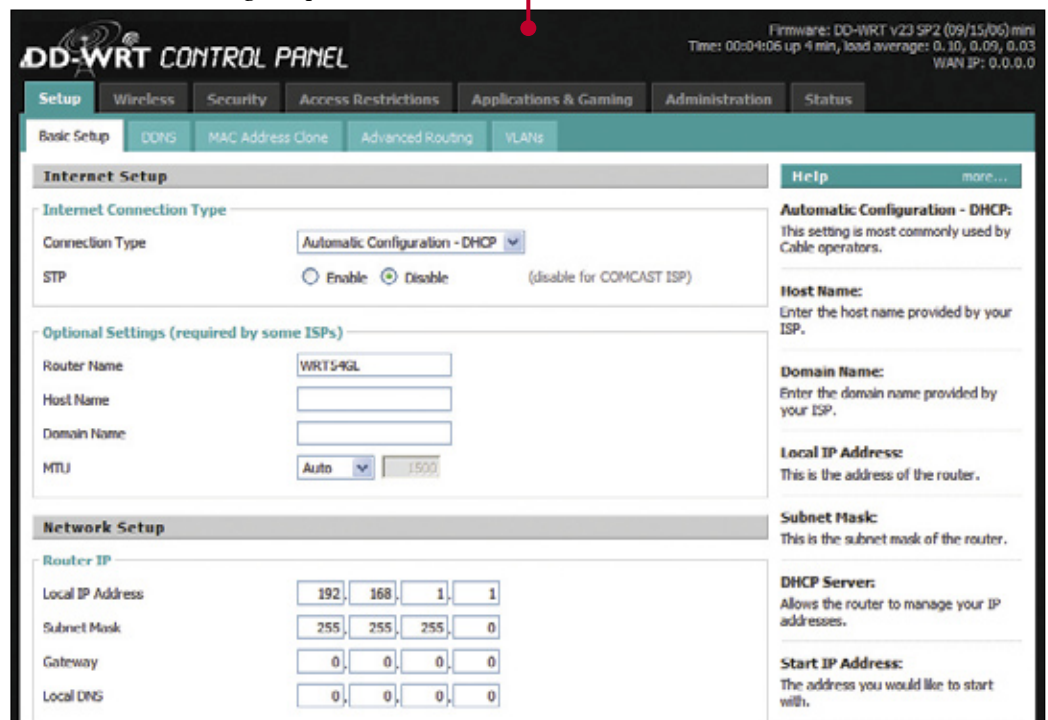 Firmware: DD-WRT v23 SP2 (09/15/06) mini
Time: 00:04:06 up 4 min, load average: 0.10, 0.09, 0.03
WAN IP: 0.0.0.0
DD-WRT CONTROL PANEL
Setup Wireless Security Access Restrictions Applications & Gaming Administration Status
Basic Setup DDNS MAC Address Clone Advanced Routing VLANs
Internet Setup
Internet Connection Type
Connection Type Automatic Configuration - DHCP
STP Enable Disable (disable for COMCAST ISP)
Optional Settings (required by some ISPs)
Router Name WRT54GL
Host Name
Domain Name
MTU Auto 1500
Network Setup
Router IP
Local IP Address 192. 168. 1. 1
Subnet Mask 255. 255. 255. 0
Gateway 0. 0. 0. 0
Local DNS 0. 0. 0. 0
Help more...
Automatic Configuration - DHCP:
This setting is most commonly used by
Cable operators.
Host Name:
Enter the host name provided by your
ISP.
Domain Name:
Enter the domain name provided by
your ISP.
Local IP Address:
This is the address of the router.
Subnet Mask:
This is the subnet mask of the router.
DHCP Server:
Allows the router to manage your IP
addresses.
Start IP Address:
The address you would like to start
with.